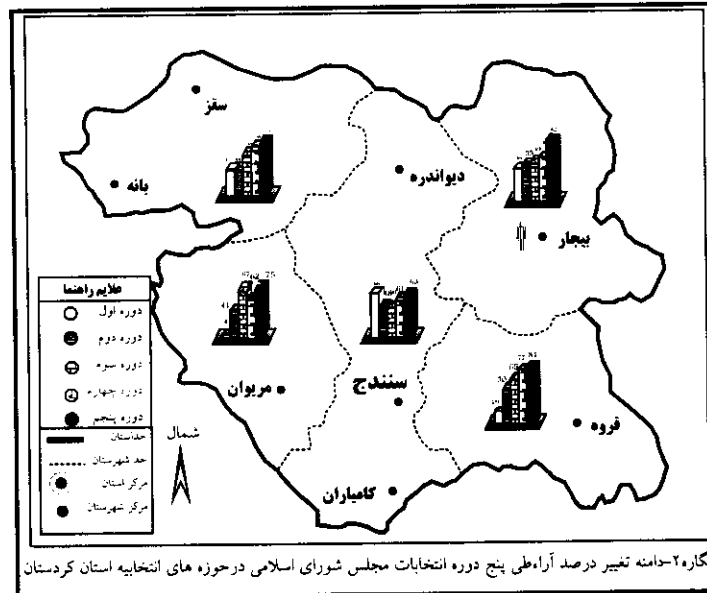 سقز
بانه
دیواندره
بیجار
مریوان
سنندج
قروه
کامیاران
شمال
علایم راهنما
دوره اول
دوره دوم
دوره سوم
دوره چهارم
دوره پنجم
حد استان
حد شهرستان
مرکز استان
مرکز شهرستان
نگاره۲-دامنه تغییر درصد آراءطی پنج دوره انتخابات مجلس شورای اسلامی درحوزه های انتخابیه استان کردستان